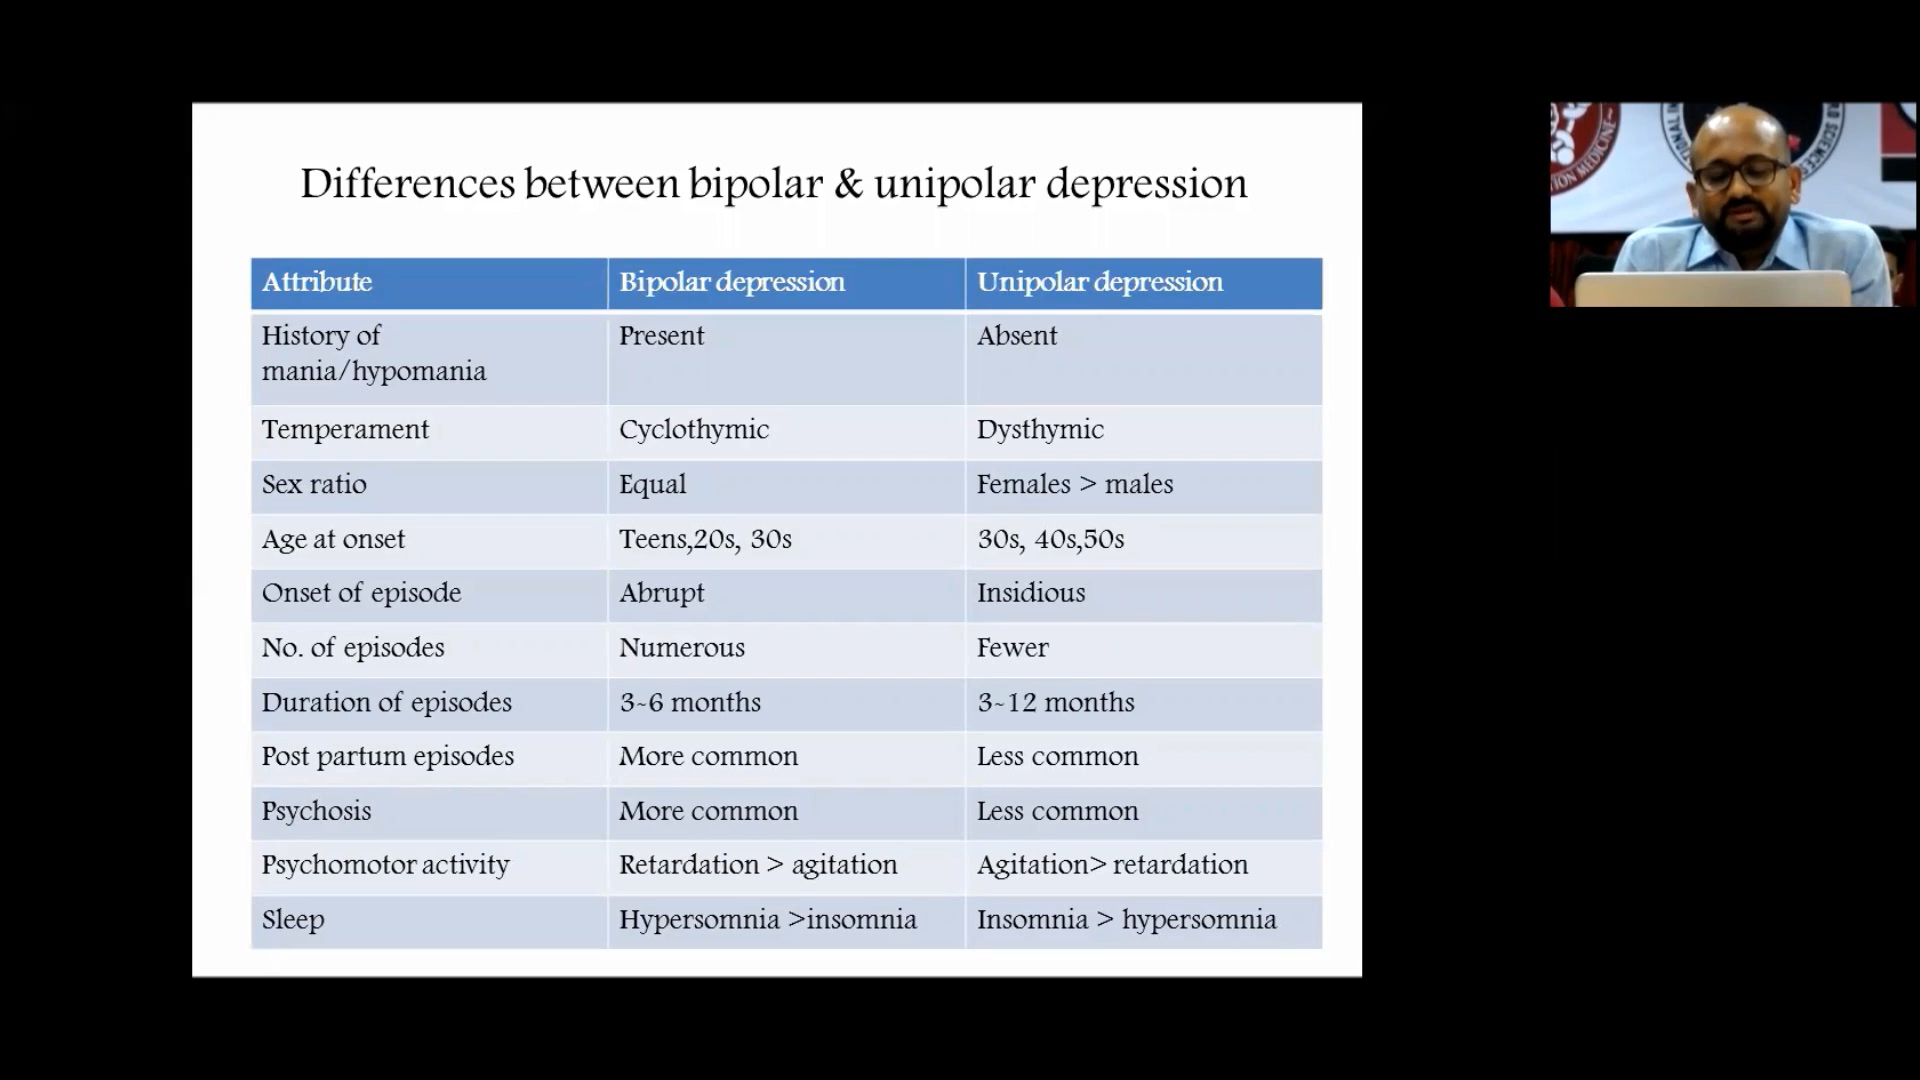 Differences between bipolar & unipolar depression
Attribute Bipolar depression Unipolar depression
History of mania/hypomania Present Absent
Temperament Cyclothymic Dysthymic
Sex ratio Equal Females > males
Age at onset Teens,20s, 30s 30s, 40s,50s
Onset of episode Abrupt Insidious
No. of episodes Numerous Fewer
Duration of episodes 3~6 months 3~12 months
Post partum episodes More common Less common
Psychosis More common Less common
Psychomotor activity Retardation > agitation Agitation> retardation
Sleep Hypersomnia >insomnia Insomnia > hypersomnia
MEDICINE